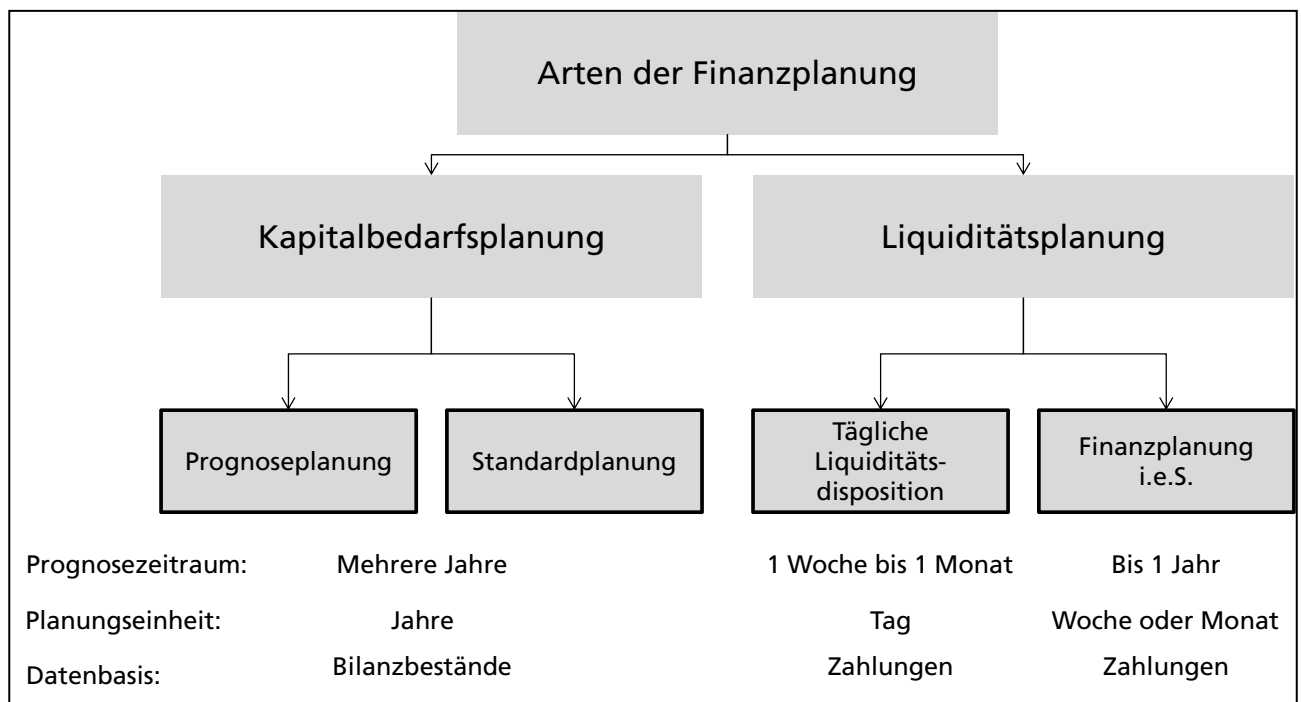 Arten der Finanzplanung
Kapitalbedarfsplanung
Liquiditätsplanung
Prognoseplanung
Standardplanung
Tägliche
Liquiditäts-
disposition
Finanzplanung
i.e.S.
Prognosezeitraum: Mehrere Jahre 1 Woche bis 1 Monat Bis 1 Jahr
Planungseinheit: Jahre Tag Woche oder Monat
Datenbasis: Bilanzbestände Zahlungen Zahlungen